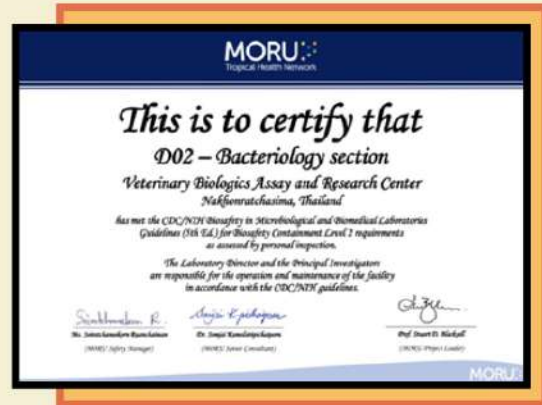 MORU
Tropical Health Network
This is to certify that
D02 – Bacteriology section
Veterinary Biologics Assay and Research Center
Nakhonratchasima, Thailand
has met the CDC/NIH Biosafety in Microbiological and Biomedical Laboratories
Guidelines (5th Ed.) for Biosafety Containment Level 2 requirements
as assessed by personal inspection.
The Laboratory Director and the Principal Investigators
are responsible for the operation and maintenance of the facility
in accordance with the CDC/NIH guidelines.
Ms.
Dr.
Prof. Stuart D. Blacksell
(MORU Safety Manager)
(MORU Senior Consultant)
(MORU Project Leader)
MORU